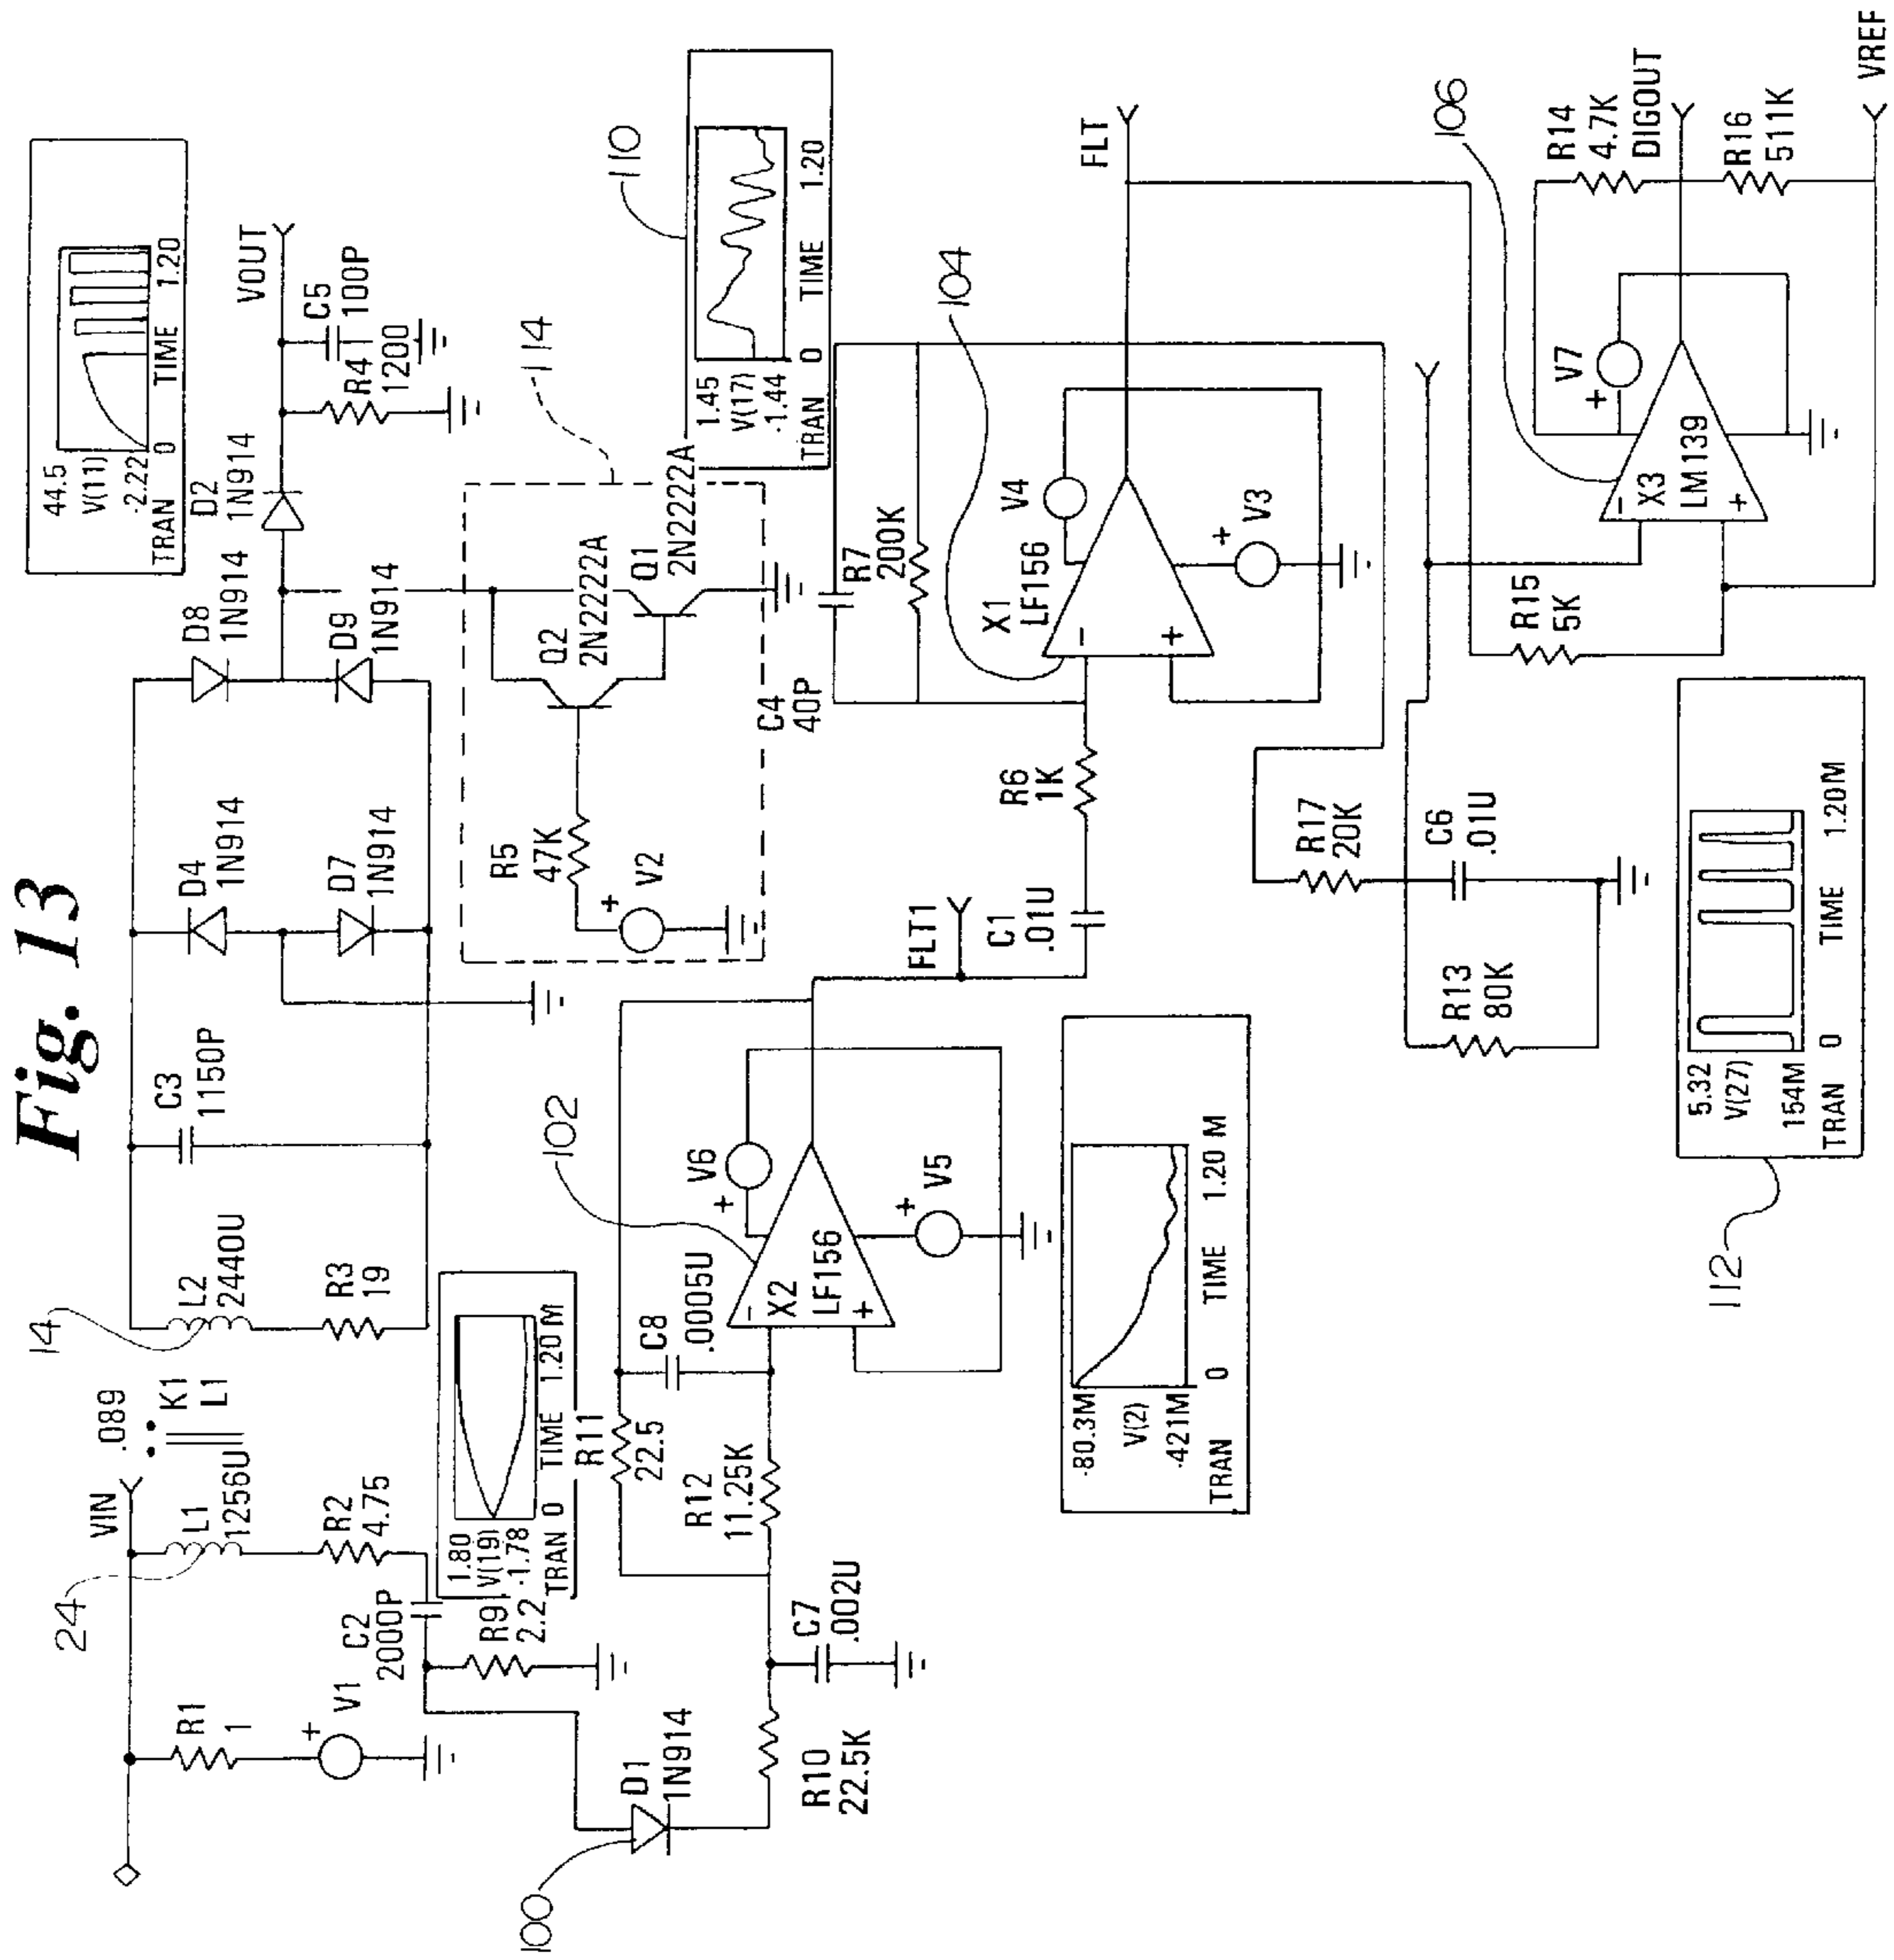 Fig. 13
VIN
.089
K1
L1
24
L1
1256U
R2
4.75
R1
1
V1
+
C2
2000P
R9
2.2
14
L2
2440U
R3
19
C3
1150P
D4
1N914
D7
1N914
D8
1N914
D9
1N914
D2
1N914
VOUT
R4
1200
C5
100P
44.5
V(11)
-2.22
TRAN 0 TIME 1.20
1.80
V(19)
-1.78
TRAN 0 TIME 1.20 M
R5
47K
V2
+
Q2
2N2222A
Q1
2N2222A
114
110
1.45
V(17)
-1.44
TRAN 0 TIME 1.20
100
D1
1N914
R10
22.5K
C7
.002U
R11
22.5
R12
11.25K
C8
.0005U
102
-
X2
LF156
+
V6
+
V5
+
FLT1
C1
.01U
R6
1K
C4
40P
R7
200K
104
X1
LF156
-
+
V4
V3
+
FLT
-80.3M
V(2)
-421M
TRAN 0 TIME 1.20 M
R17
20K
R13
80K
C6
.01U
R15
5K
106
-
X3
LM139
+
V7
+
R14
4.7K
DIGOUT
R16
511K
VREF
112
5.32
V(27)
154M
TRAN 0 TIME 1.20M